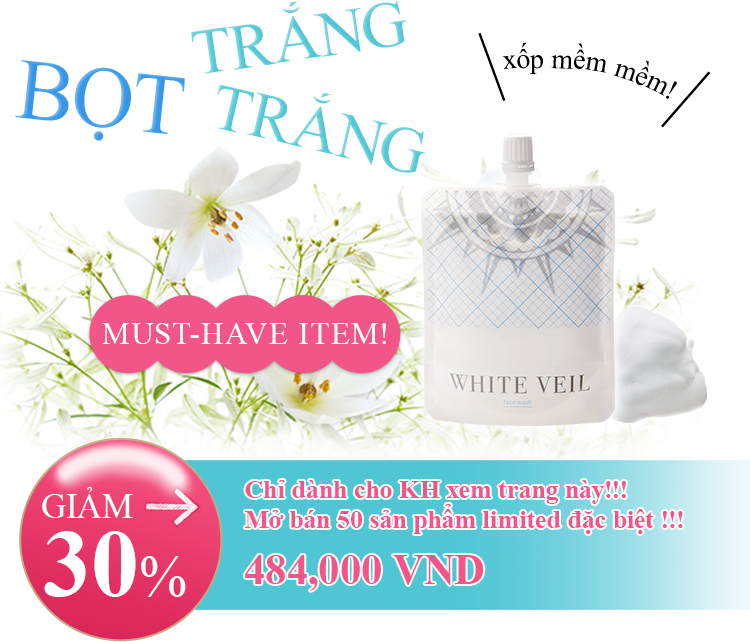 BỌT
TRẮNG
TRẮNG
xốp mềm mềm!
MUST-HAVE ITEM!
WHITE VEIL
face wash
GIẢM
30%
Chỉ dành cho KH xem trang này!!!
Mở bán 50 sản phẩm limited đặc biệt !!!
484,000 VND